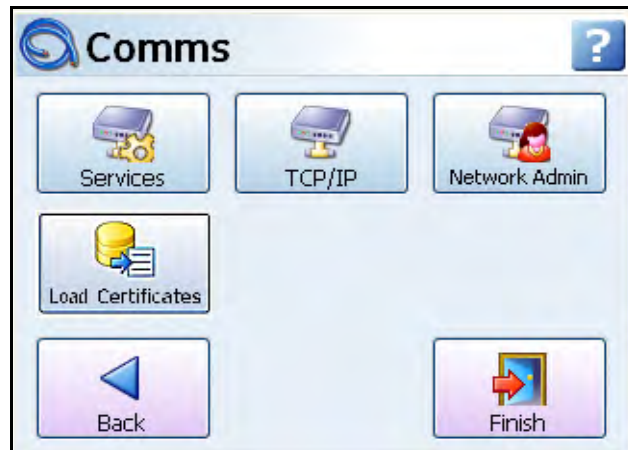 Comms
?
Services
TCP/IP
Network Admin
Load Certificates
Back
Finish